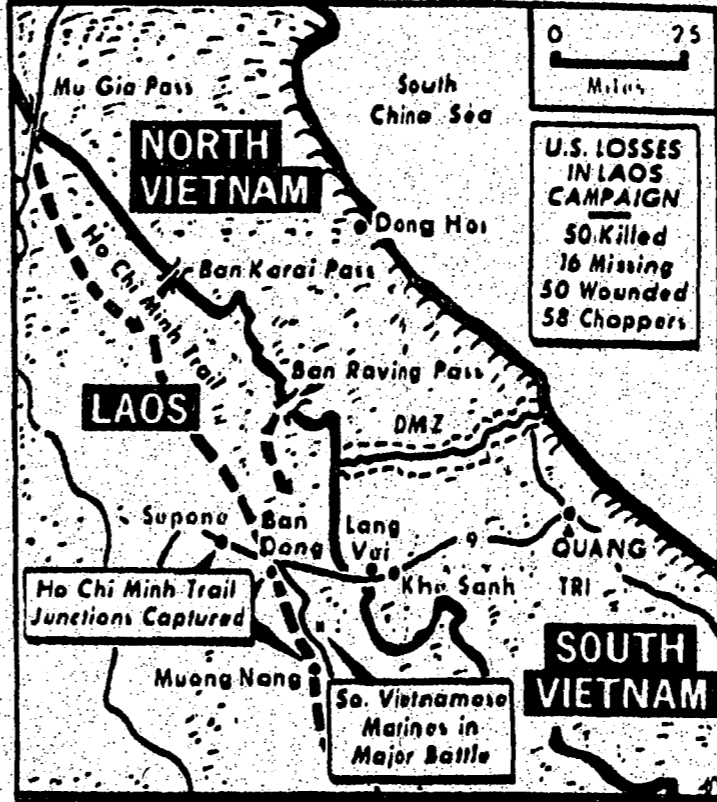 0 25
Miles
Mu Gia Pass
South
China Sea
NORTH
VIETNAM
U.S. LOSSES
IN LAOS
CAMPAIGN
50 Killed
16 Missing
50 Wounded
58 Choppers
Dong Hoi
Ho Chi Minh Trail
Ban Karai Pass
Ban Raving Pass
LAOS
DMZ
Sepone
Ban
Dong
Lang
Vei
9
QUANG
TRI
Khe Sanh
Ho Chi Minh Trail
Junctions Captured
SOUTH
VIETNAM
Muong Nong
So. Vietnamese
Marines in
Major Battle